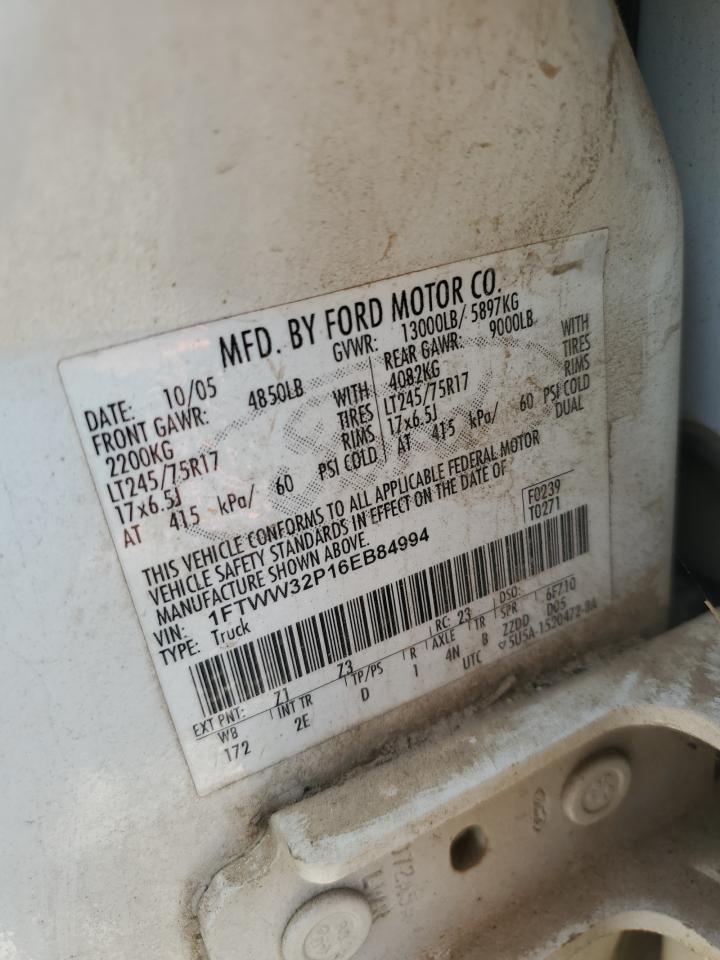 MFD. BY FORD MOTOR CO.
DATE: 10/05 GVWR: 13000LB/ 5897KG
FRONT GAWR: 4850LB REAR GAWR: 9000LB
2200KG WITH 4082KG WITH
LT245/75R17 TIRES LT245/75R17 TIRES
17x6.5J RIMS 17x6.5J RIMS
AT 415 kPa/ 60 PSI COLD AT 415 kPa/ 60 PSI COLD
DUAL
THIS VEHICLE CONFORMS TO ALL APPLICABLE FEDERAL MOTOR
VEHICLE SAFETY STANDARDS IN EFFECT ON THE DATE OF
MANUFACTURE SHOWN ABOVE.
VIN: 1FTWW32P16EB84994 F0239
TYPE: Truck T0271
EXT PNT: Z1 Z3 RC: 23 DSO: 6F710
WB INT TR TP/PS R AXLE TR SPR
172 2E D 1 4N B ZZDD D05
UTC 5U5A-1520472-BA